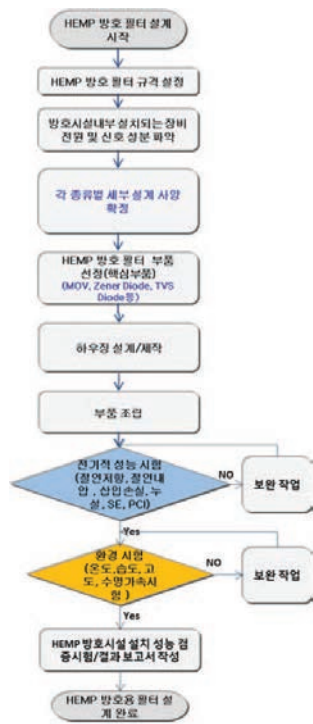 HEMP 방호 필터 설계
시작
HEMP 방호 필터 규격 설정
방호시설내부 설치되는 장비
전원 및 신호 성분 파악
각 종류별 세부 설계 사양
확정
HEMP 방호 필터 부품
선정(핵심부품)
(MOV, Zener Diode, TVS
Diode등)
하우징 설계/제작
부품 조립
전기적 성능 시험
(절연저항, 절연내
압, 삽입손실, 누
설, SE, PCI)
NO
보완 작업
Yes
환경 시험
(온도,습도, 고
도, 수명가속시
험 )
NO
보완 작업
Yes
HEMP 방호시설 설치 성능 검
증시험/결과 보고서 작성
HEMP 방호용 필터 설
계 완료